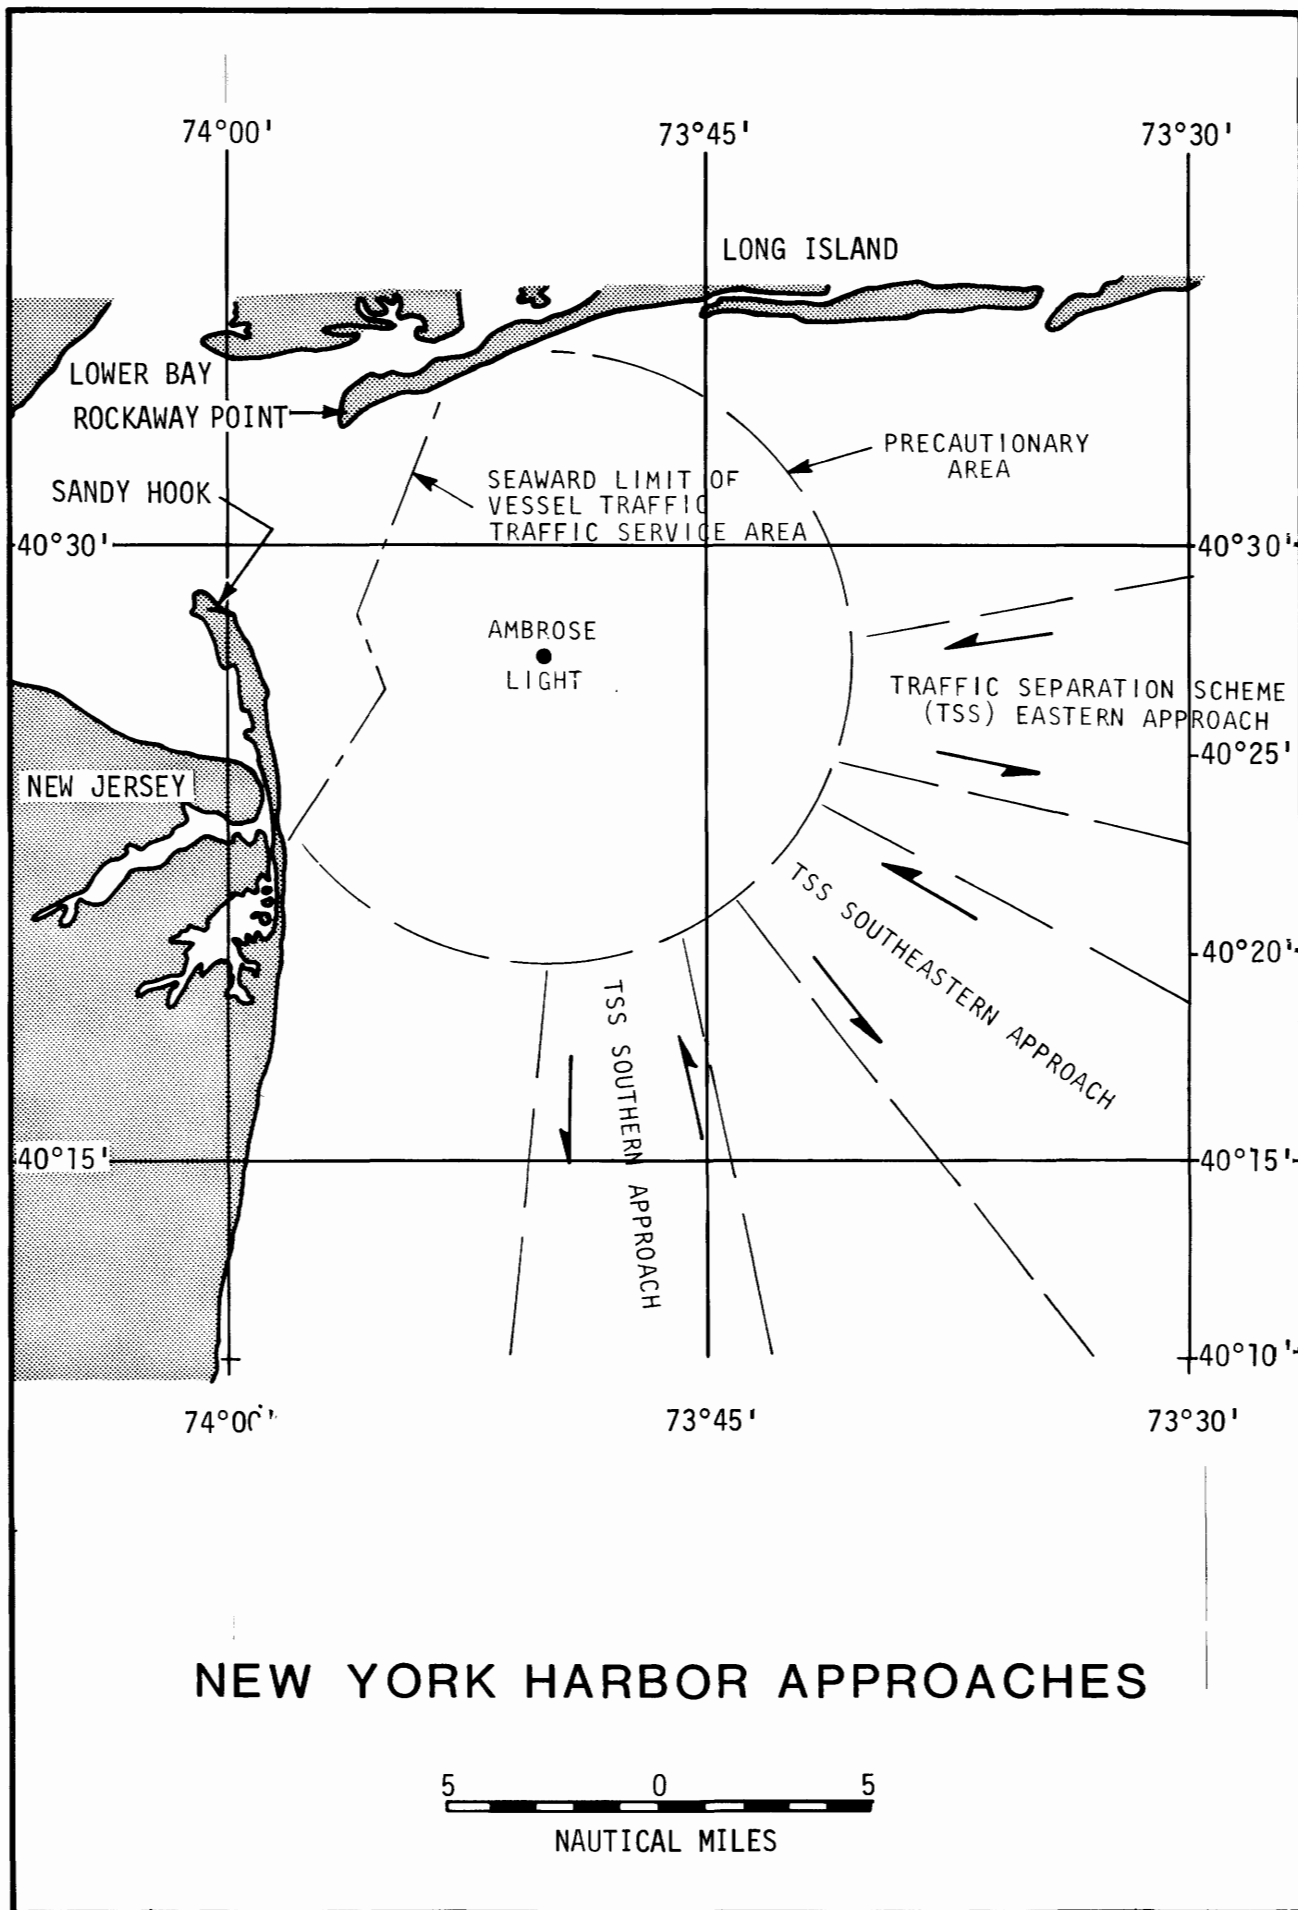 74°00'
73°45'
73°30'
LONG ISLAND
LOWER BAY
ROCKAWAY POINT
PRECAUTIONARY
AREA
SANDY HOOK
SEAWARD LIMIT OF
VESSEL TRAFFIC
TRAFFIC SERVICE AREA
40°30'
40°30'
AMBROSE
LIGHT
TRAFFIC SEPARATION SCHEME
(TSS) EASTERN APPROACH
40°25'
NEW JERSEY
TSS SOUTHEASTERN APPROACH
40°20'
TSS SOUTHERN APPROACH
40°15'
40°15'
40°10'
74°00'
73°45'
73°30'
NEW YORK HARBOR APPROACHES
5 0 5
NAUTICAL MILES